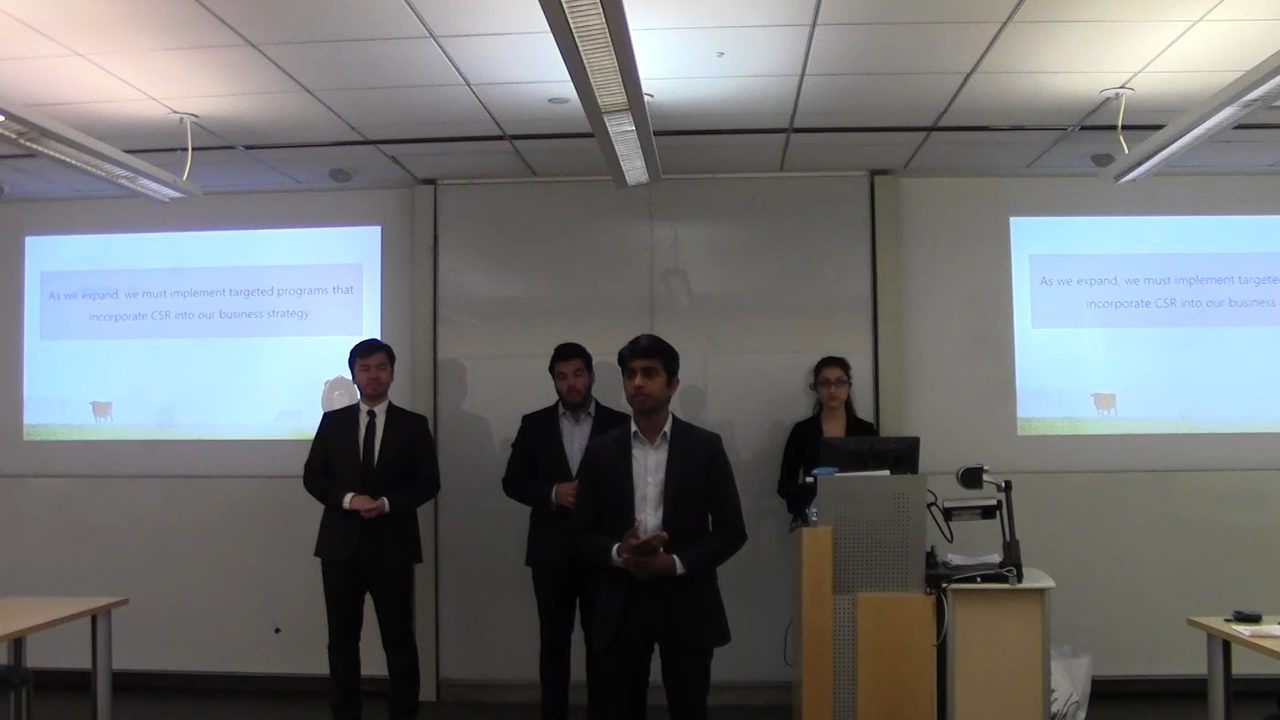 As we expand, we must implement targeted programs that
incorporate CSR into our business strategy
As we expand, we must implement targete
incorporate CSR into our business